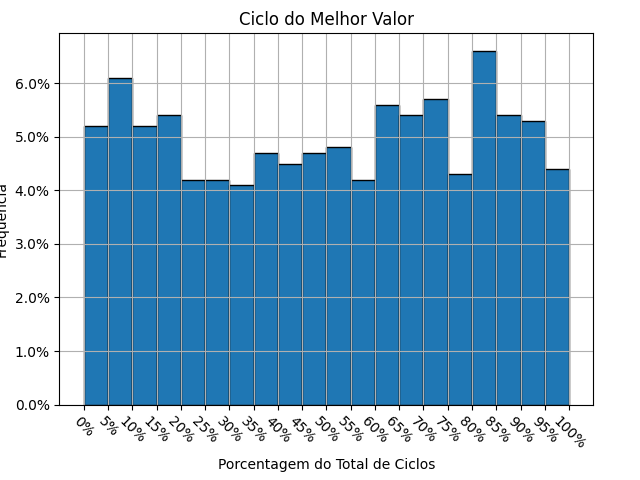 Ciclo do Melhor Valor
6.0%
5.0%
4.0%
3.0%
2.0%
1.0%
0.0%
Frequência
0% 5% 10% 15% 20% 25% 30% 35% 40% 45% 50% 55% 60% 65% 70% 75% 80% 85% 90% 95% 100%
Porcentagem do Total de Ciclos